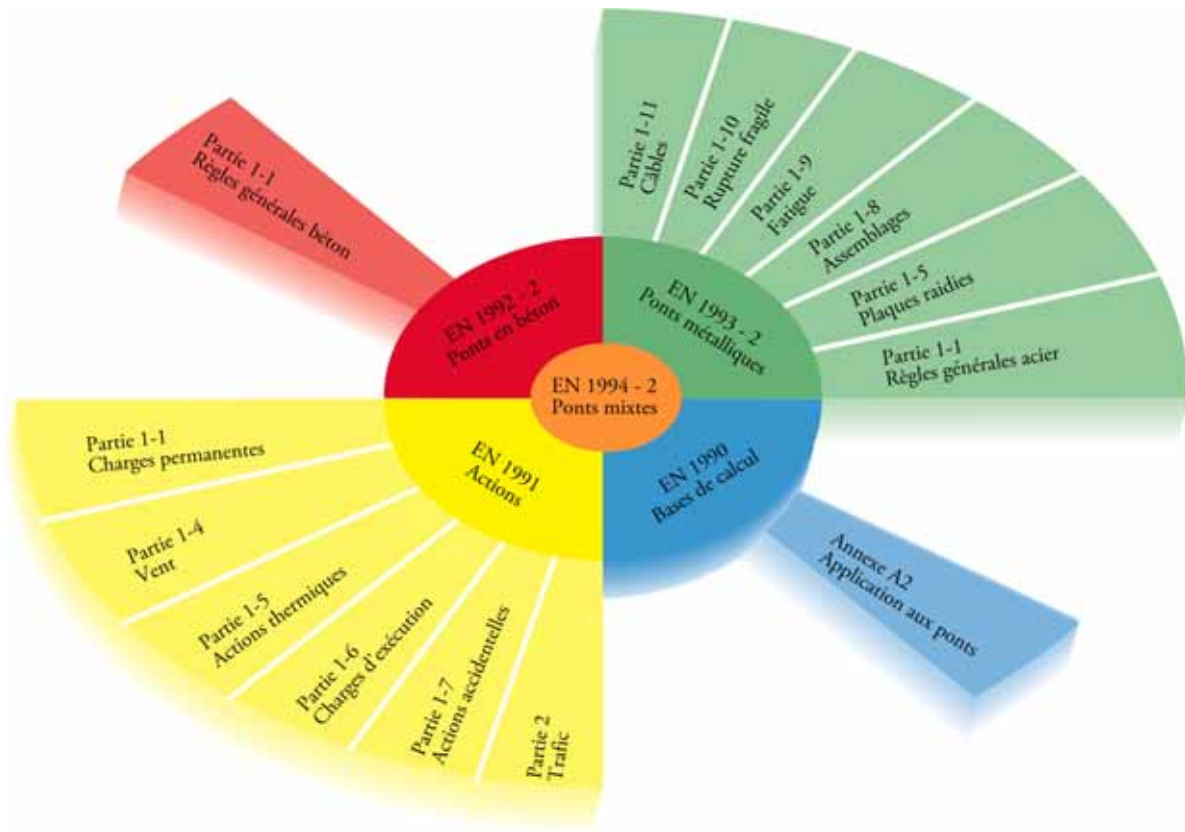 Partie 1-11
Câbles
Partie 1-10
Rupture fragile
Partie 1-9
Fatigue
Partie 1-8
Assemblages
Partie 1-5
Plaques raidies
Partie 1-1
Règles générales acier
Partie 1-1
Règles générales béton
EN 1992 - 2
Ponts en béton
EN 1993 - 2
Ponts métalliques
EN 1994 - 2
Ponts mixtes
EN 1991
Actions
EN 1990
Bases de calcul
Partie 1-1
Charges permanentes
Partie 1-4
Vent
Partie 1-5
Actions thermiques
Partie 1-6
Charges d'exécution
Partie 1-7
Actions accidentelles
Partie 2
Trafic
Annexe A2
Application aux ponts